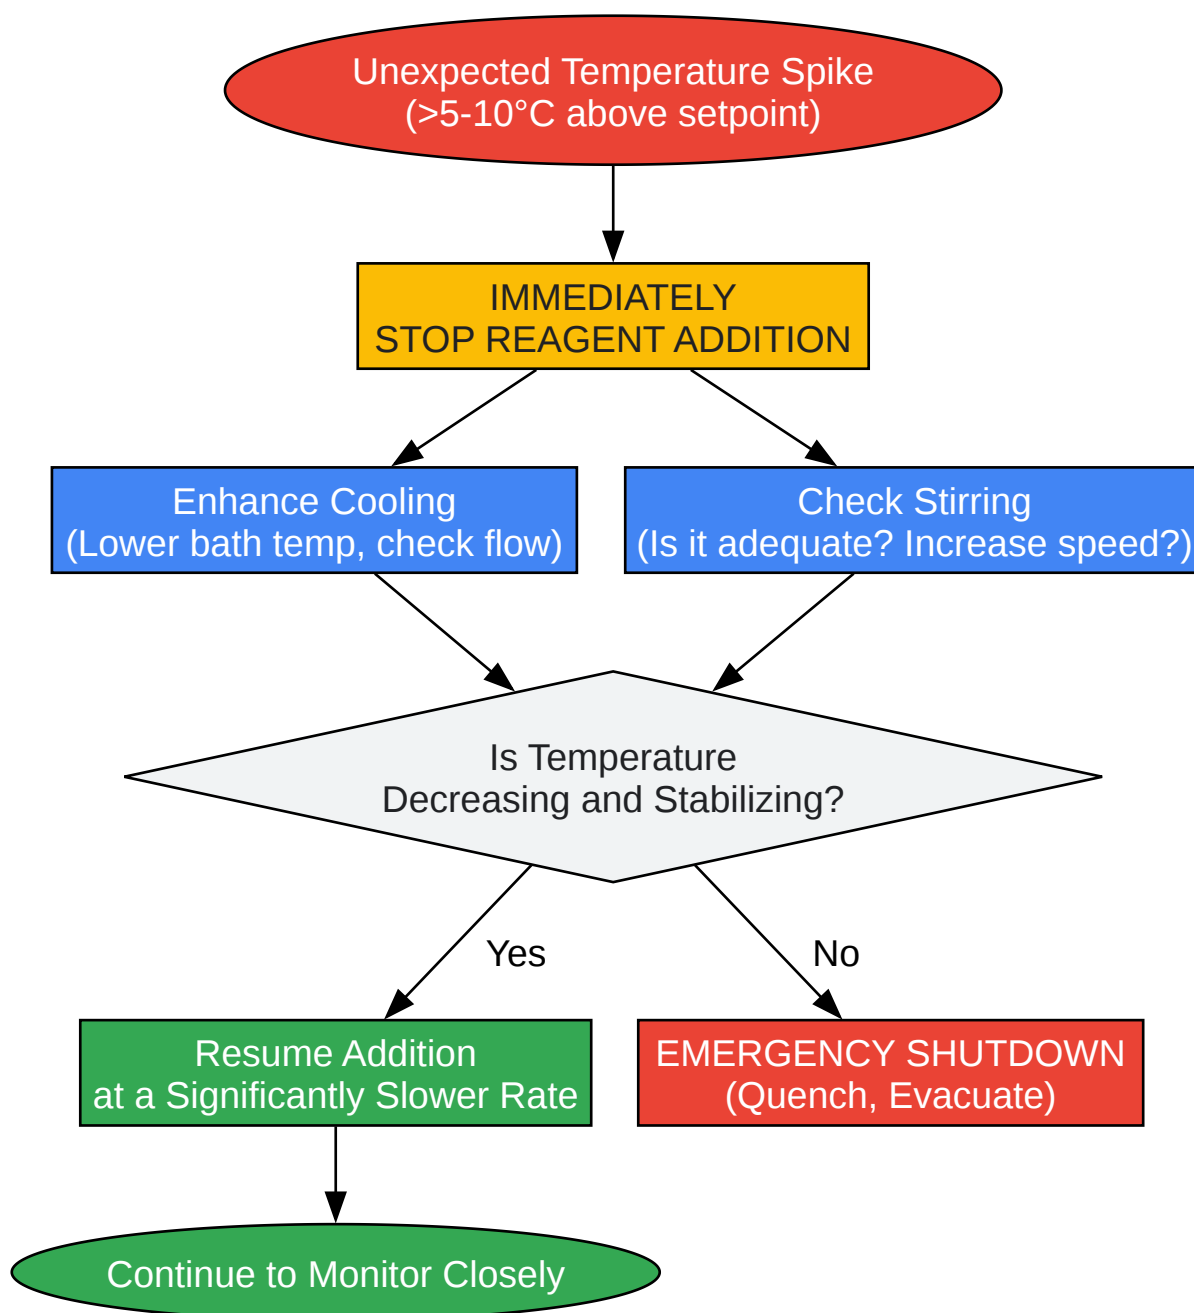 Unexpected Temperature Spike
(>5-10°C above setpoint)
IMMEDIATELY
STOP REAGENT ADDITION
Enhance Cooling
(Lower bath temp, check flow)
Check Stirring
(Is it adequate? Increase speed?)
Is Temperature
Decreasing and Stabilizing?
Yes
No
Resume Addition
at a Significantly Slower Rate
EMERGENCY SHUTDOWN
(Quench, Evacuate)
Continue to Monitor Closely